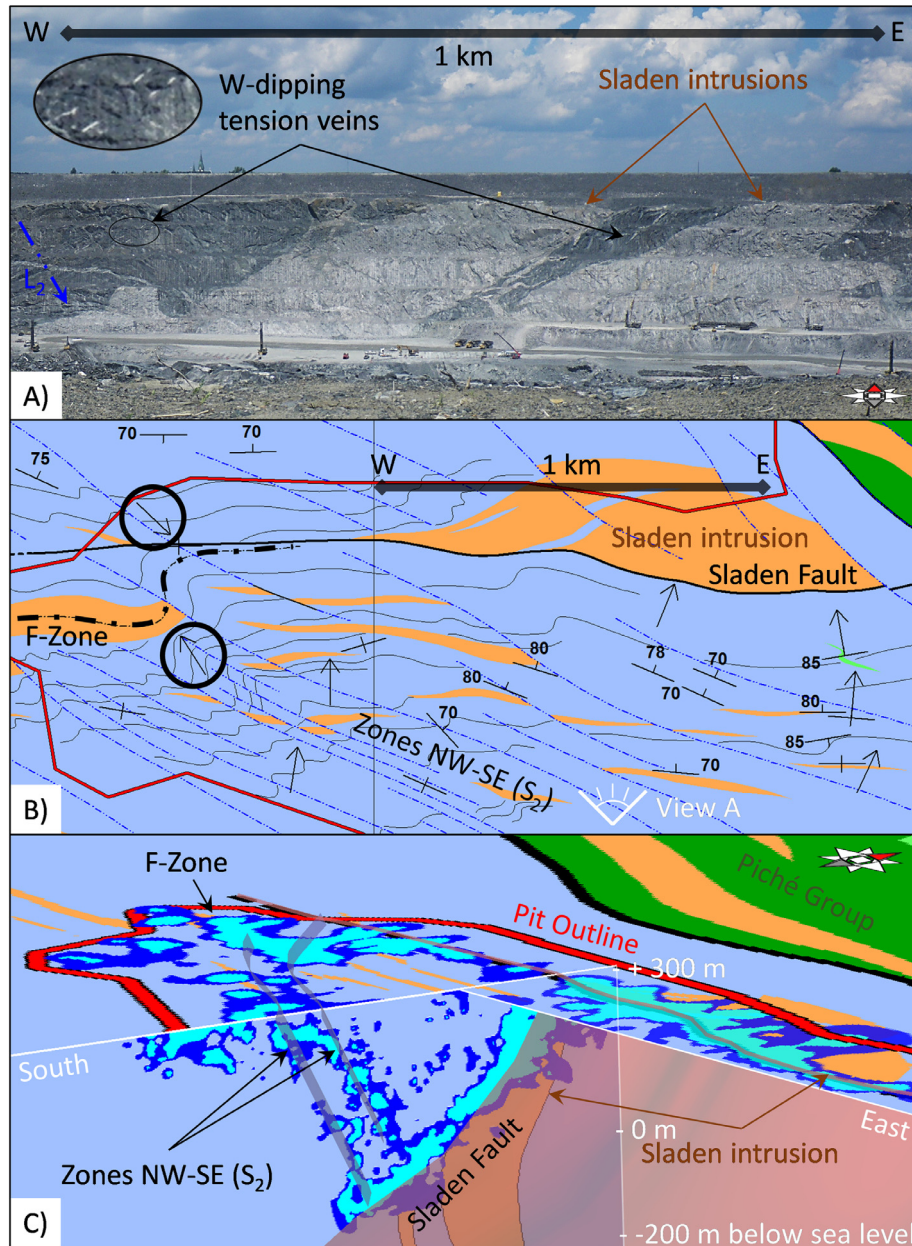 W
E
1 km
W-dipping
tension veins
Sladen intrusions
L2
A)
70
70
75
W
1 km
E
Sladen intrusion
Sladen Fault
F-Zone
80
80
78
70
70
85
80
85
70
70
Zones NW-SE (S2)
View A
B)
F-Zone
Piché Group
Pit Outline
+ 300 m
South
East
- 0 m
Sladen intrusion
Sladen Fault
Zones NW-SE (S2)
- -200 m below sea level
C)